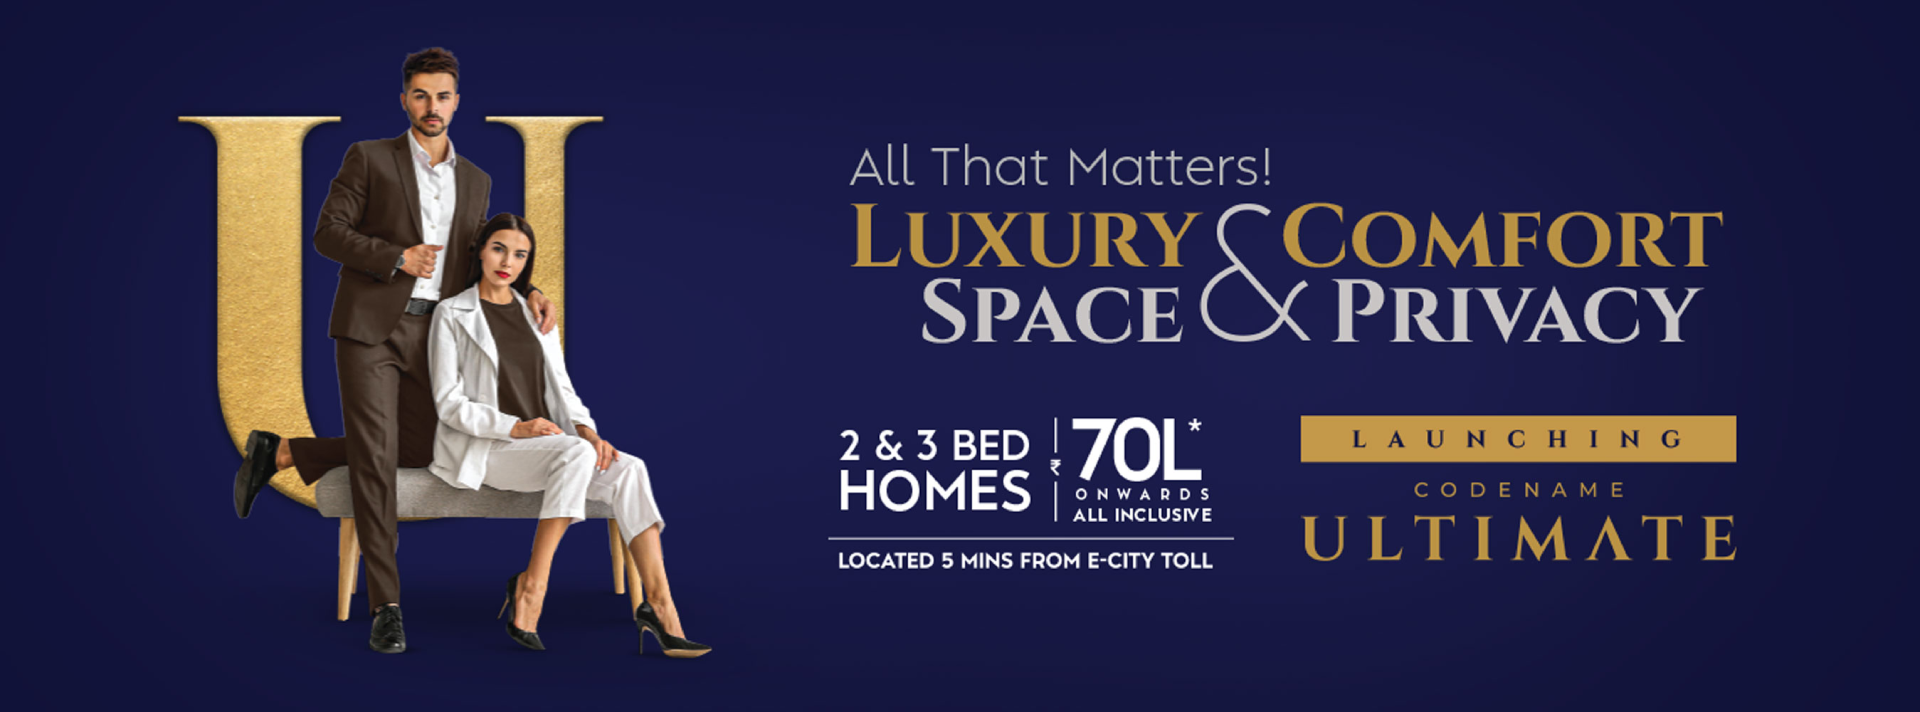 U
All That Matters!
LUXURY & COMFORT
SPACE & PRIVACY
2 & 3 BED
HOMES
₹ 70L*
ONWARDS
ALL INCLUSIVE
LOCATED 5 MINS FROM E-CITY TOLL
LAUNCHING
CODENAME
ULTIMATE